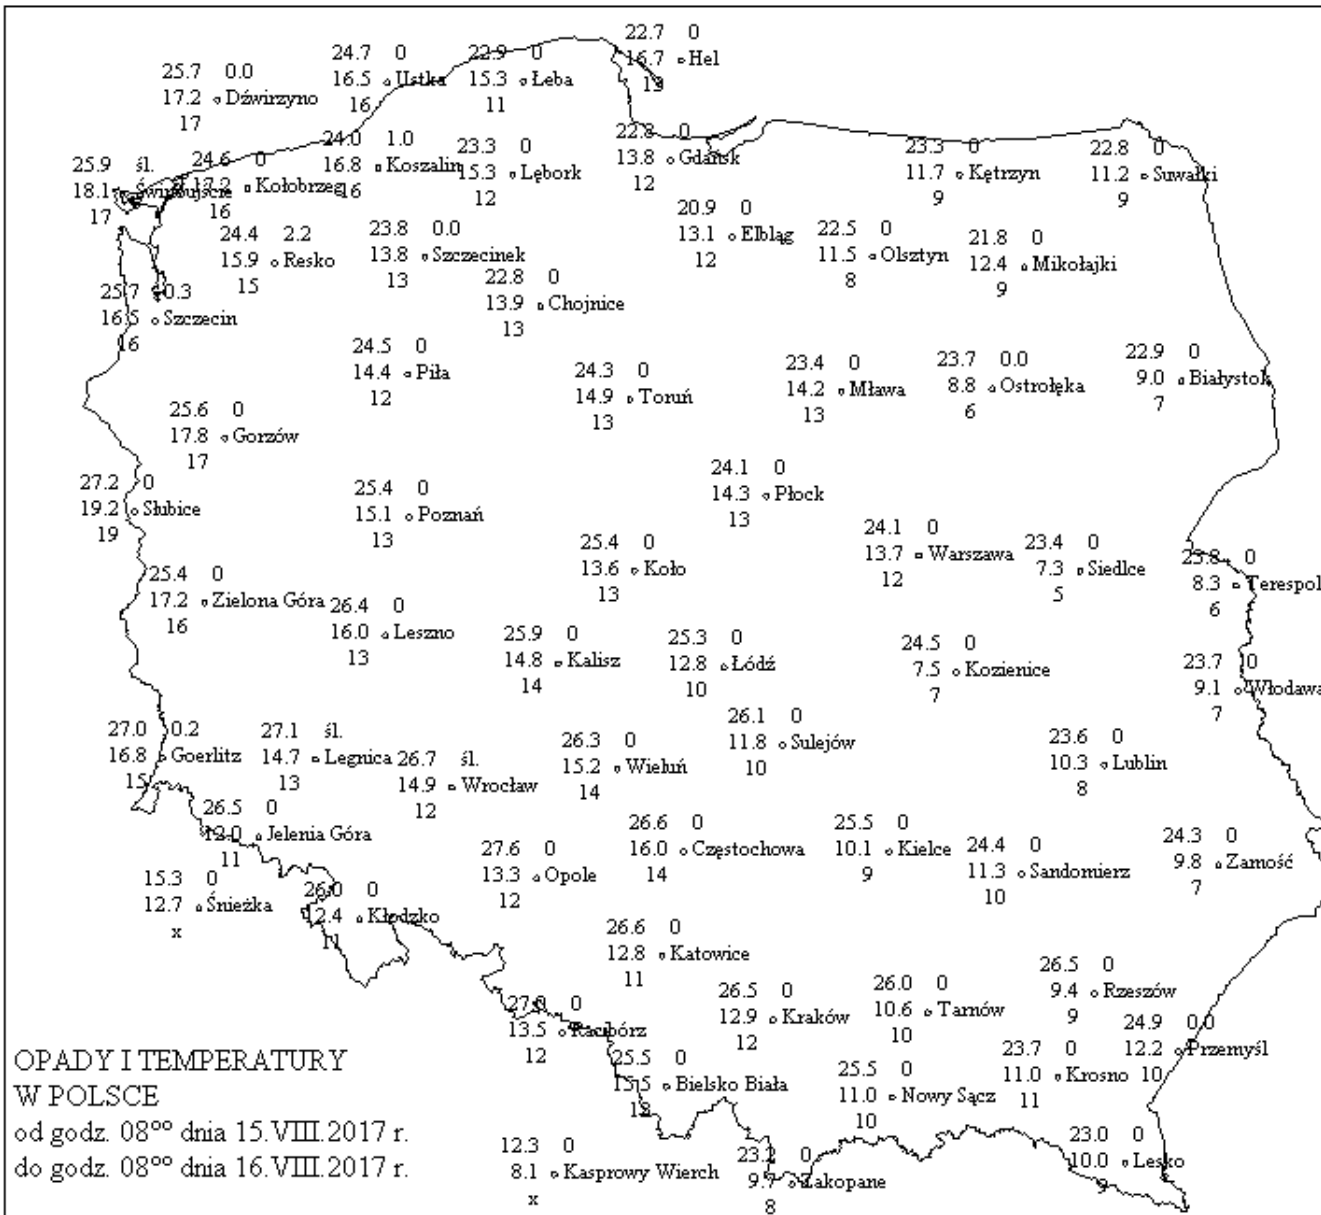 22.7 0
16.7 Hel
13
24.7 0
16.5 Ustka
16
22.9 0
15.3 Łeba
11
25.7 0.0
17.2 Dźwirzyno
17
24.0 1.0
16.8 Koszalin
16
23.3 0
15.3 Lębork
12
22.8 0
13.8 Gdańsk
12
23.3 0
11.7 Kętrzyn
9
22.8 0
11.2 Suwałki
9
25.9 śl.
18.1 Świnoujście
17
24.6 0
17.2 Kołobrzeg
16
20.9 0
13.1 Elbląg
12
22.5 0
11.5 Olsztyn
8
21.8 0
12.4 Mikołajki
9
24.4 2.2
15.9 Resko
15
23.8 0.0
13.8 Szczecinek
13
22.8 0
13.9 Chojnice
13
25.7 0.3
16.5 Szczecin
16
24.5 0
14.4 Piła
12
24.3 0
14.9 Toruń
13
23.4 0
14.2 Mława
13
23.7 0.0
8.8 Ostrołęka
6
22.9 0
9.0 Białystok
7
25.6 0
17.8 Gorzów
17
27.2 0
19.2 Słubice
19
25.4 0
15.1 Poznań
13
24.1 0
14.3 Płock
13
25.4 0
13.6 Koło
13
24.1 0
13.7 Warszawa
12
23.4 0
7.3 Siedlce
5
23.8 0
8.3 Terespol
6
25.4 0
17.2 Zielona Góra
16
26.4 0
16.0 Leszno
13
25.9 0
14.8 Kalisz
14
25.3 0
12.8 Łódź
10
24.5 0
7.5 Kozienice
7
23.7 0
9.1 Włodawa
7
27.0 0.2
16.8 Goerlitz
15
27.1 śl.
14.7 Legnica
13
26.7 śl.
14.9 Wrocław
12
26.3 0
15.2 Wieluń
14
26.1 0
11.8 Sulejów
10
23.6 0
10.3 Lublin
8
26.5 0
12.0 Jelenia Góra
11
27.6 0
13.3 Opole
12
26.6 0
16.0 Częstochowa
14
25.5 0
10.1 Kielce
9
24.4 0
11.3 Sandomierz
10
24.3 0
9.8 Zamość
7
15.3 0
12.7 Śnieżka
x
26.0 0
12.4 Kłodzko
11
26.6 0
12.8 Katowice
11
27.0 0
13.5 Racibórz
12
26.5 0
12.9 Kraków
12
26.0 0
10.6 Tarnów
10
26.5 0
9.4 Rzeszów
9
24.9 0.0
12.2 Przemyśl
10
25.5 0
15.5 Bielsko Biała
13
25.5 0
11.0 Nowy Sącz
10
23.7 0
11.0 Krosno
11
12.3 0
8.1 Kasprowy Wierch
x
23.2 0
9.7 Zakopane
8
23.0 0
10.0 Lesko
9
OPADY I TEMPERATURY
W POLSCE
od godz. 08ºº dnia 15.VIII.2017 r.
do godz. 08ºº dnia 16.VIII.2017 r.